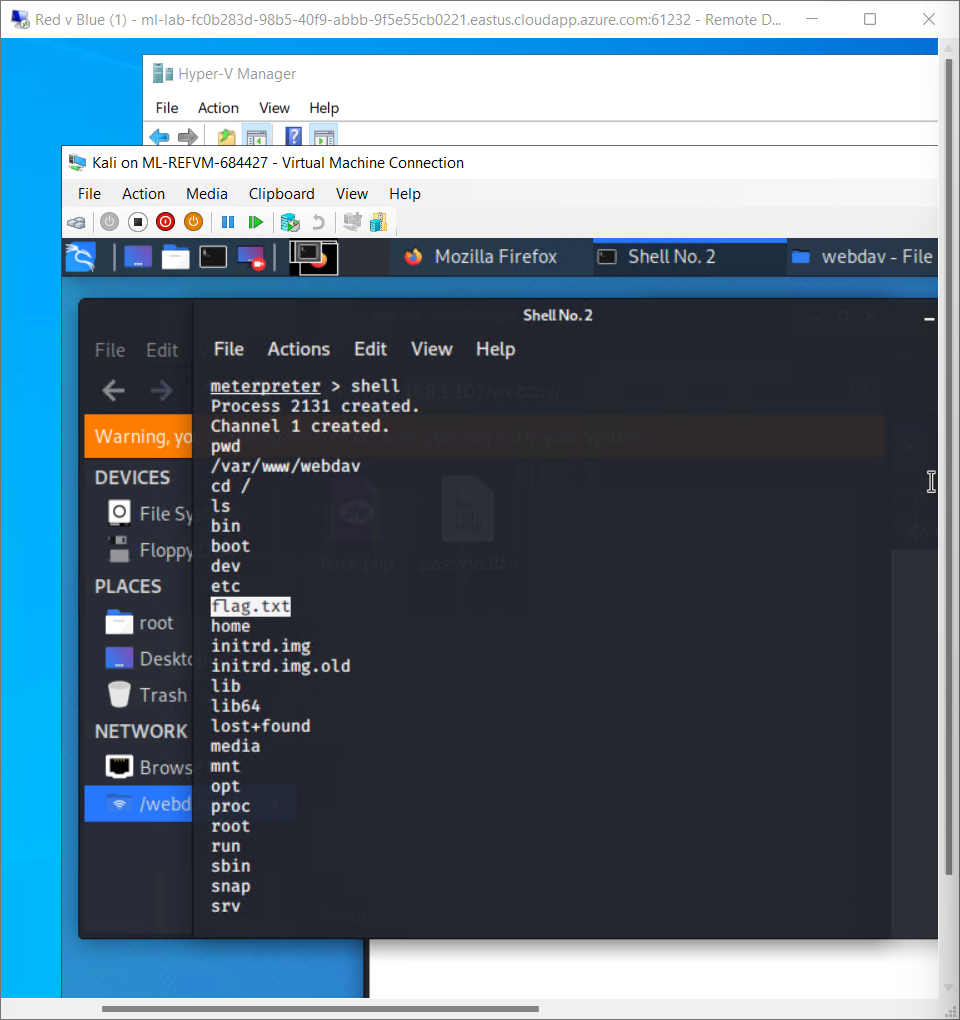 Red v Blue (1) - ml-lab-fc0b283d-98b5-40f9-abbb-9f5e55cb0221.eastus.cloudapp.azure.com:61232 - Remote D...
Hyper-V Manager
File Action View Help
Kali on ML-REFVM-684427 - Virtual Machine Connection
File Action Media Clipboard View Help
Mozilla Firefox Shell No. 2 webdav - File
Shell No. 2
File Edit
File Actions Edit View Help
Warning, yo
DEVICES
File Sys
Floppy
PLACES
root
Deskto
Trash
NETWORK
Browse
/webd
meterpreter > shell
Process 2131 created.
Channel 1 created.
pwd
/var/www/webdav
cd /
ls
bin
boot
dev
etc
flag.txt
home
initrd.img
initrd.img.old
lib
lib64
lost+found
media
mnt
opt
proc
root
run
sbin
snap
srv
hack.php passwd.dav